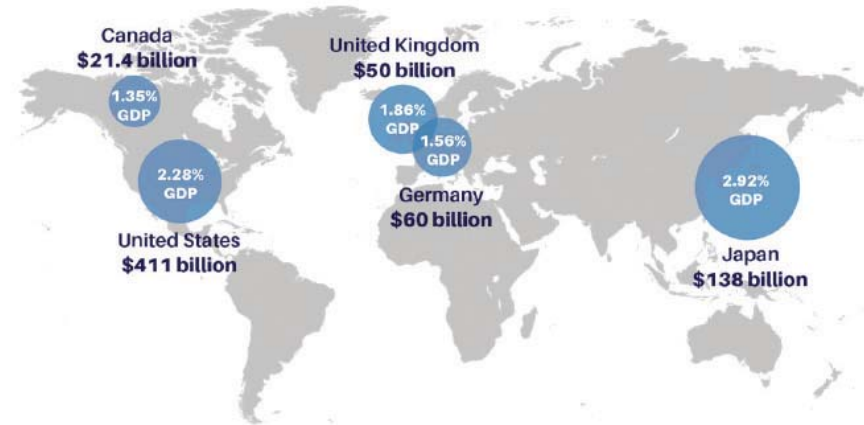 Canada
$21.4 billion
1.35%
GDP
United Kingdom
$50 billion
1.86%
GDP
1.56%
GDP
Germany
$60 billion
2.28%
GDP
United States
$411 billion
2.92%
GDP
Japan
$138 billion